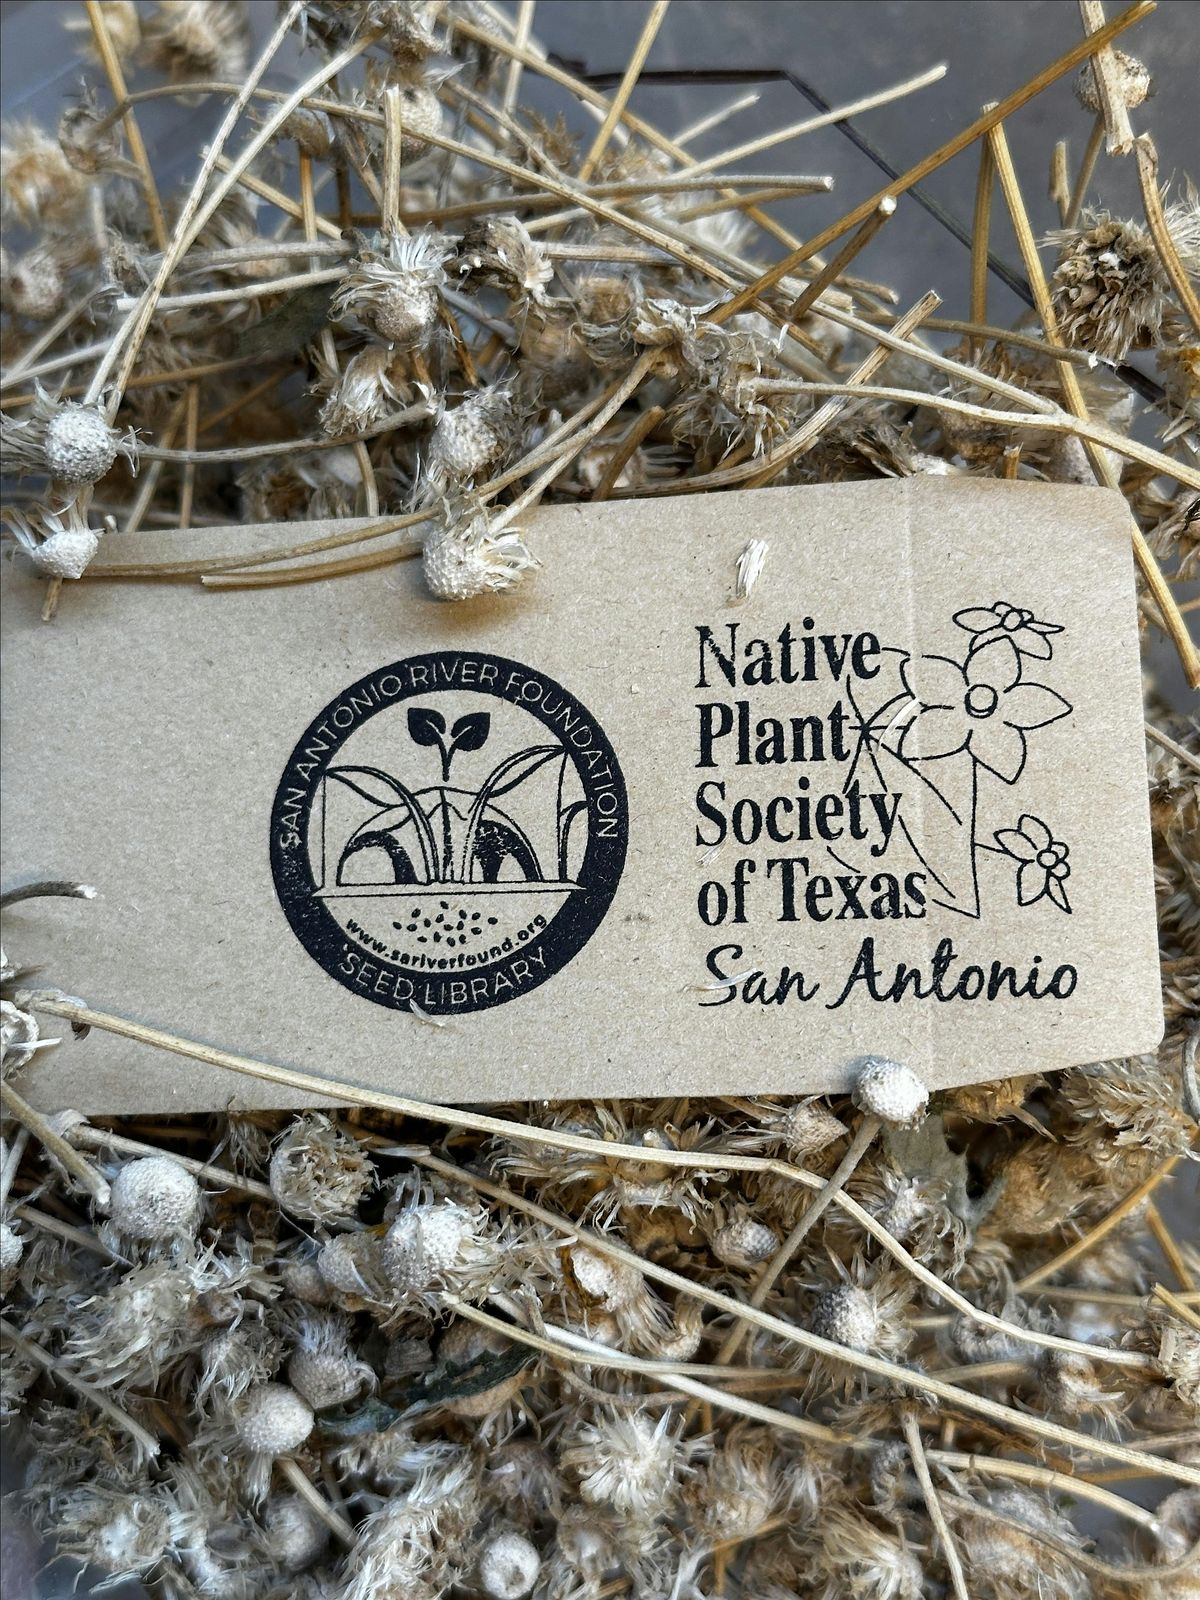 SAN ANTONIO RIVER FOUNDATION
www.sariverfound.org
SEED LIBRARY
Native
Plant
Society
of Texas
San Antonio